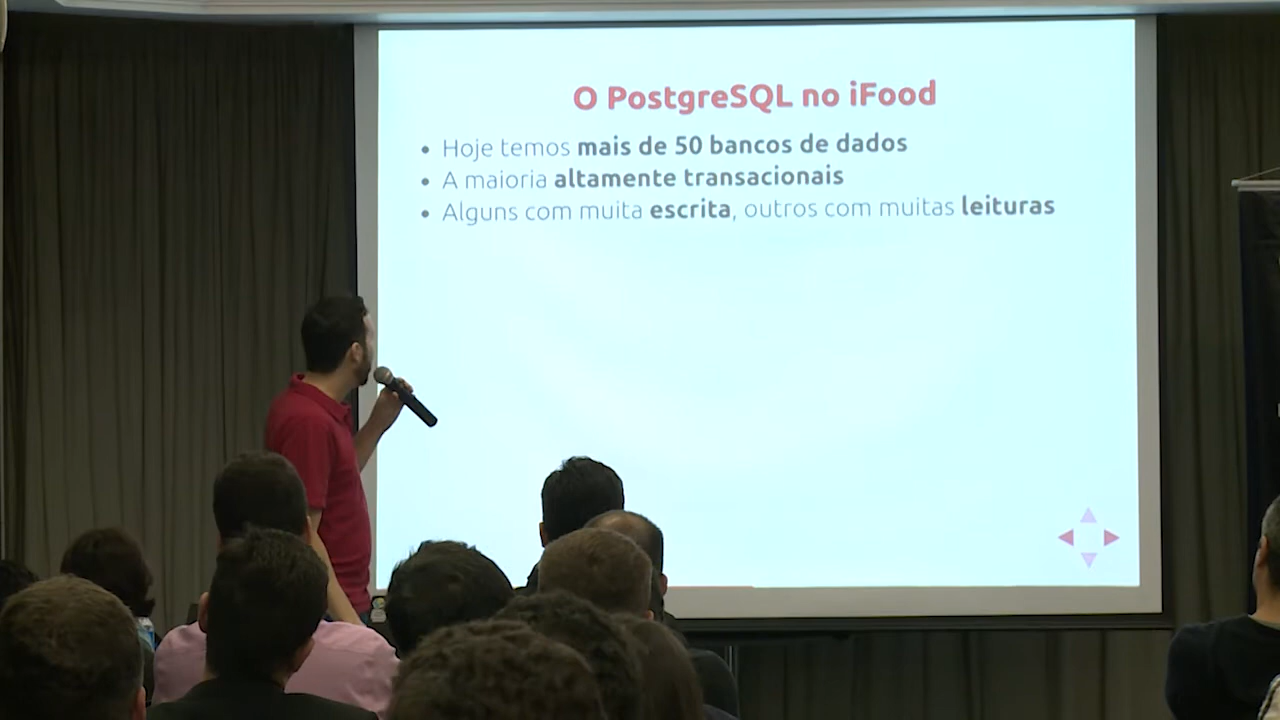 O PostgreSQL no iFood
• Hoje temos mais de 50 bancos de dados
• A maioria altamente transacionais
• Alguns com muita escrita, outros com muitas leituras